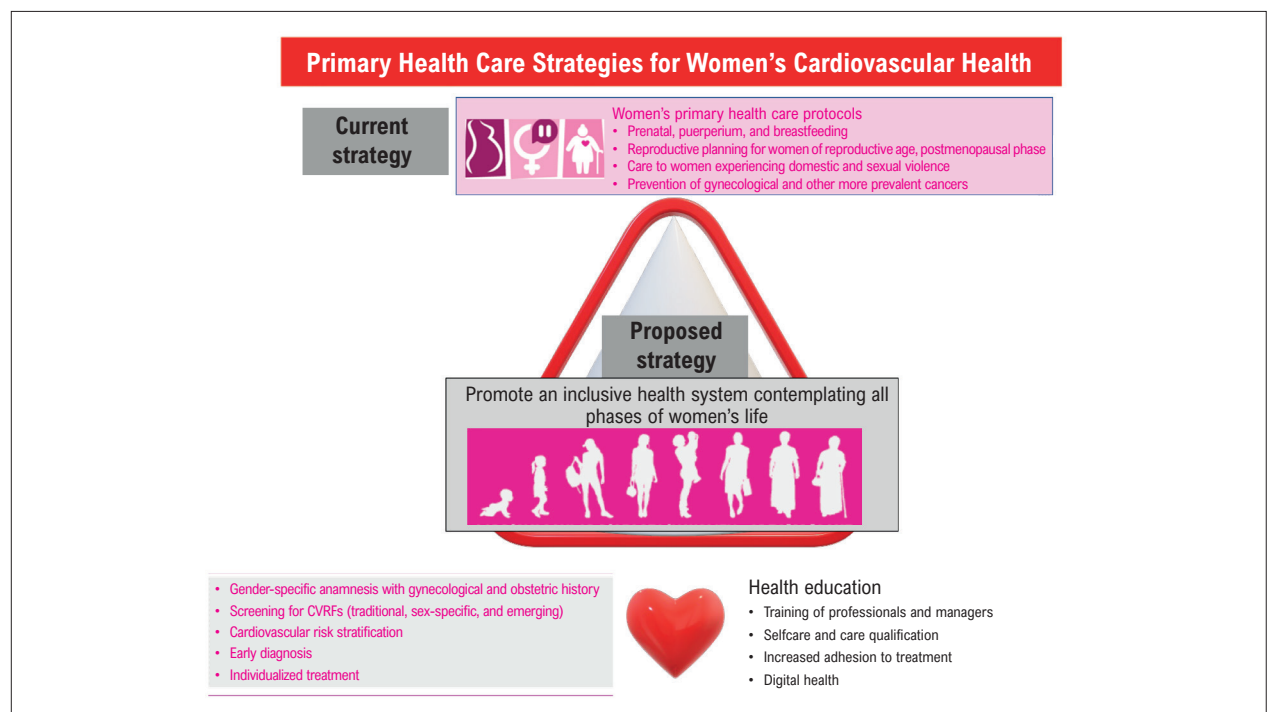 Primary Health Care Strategies for Women's Cardiovascular Health
Current
strategy
Women's primary health care protocols
• Prenatal, puerperium, and breastfeeding
• Reproductive planning for women of reproductive age, postmenopausal phase
• Care to women experiencing domestic and sexual violence
• Prevention of gynecological and other more prevalent cancers
Proposed
strategy
Promote an inclusive health system contemplating all
phases of women's life
• Gender-specific anamnesis with gynecological and obstetric history
• Screening for CVRFs (traditional, sex-specific, and emerging)
• Cardiovascular risk stratification
• Early diagnosis
• Individualized treatment
Health education
• Training of professionals and managers
• Selfcare and care qualification
• Increased adhesion to treatment
• Digital health